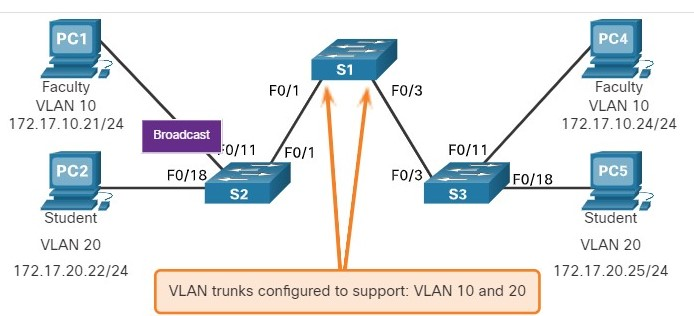 PC1
Faculty
VLAN 10
172.17.10.21/24
Broadcast
F0/11
F0/18
F0/1
S2
PC2
Student
VLAN 20
172.17.20.22/24
S1
F0/1
F0/3
F0/3
F0/11
F0/18
S3
PC4
Faculty
VLAN 10
172.17.10.24/24
PC5
Student
VLAN 20
172.17.20.25/24
VLAN trunks configured to support: VLAN 10 and 20